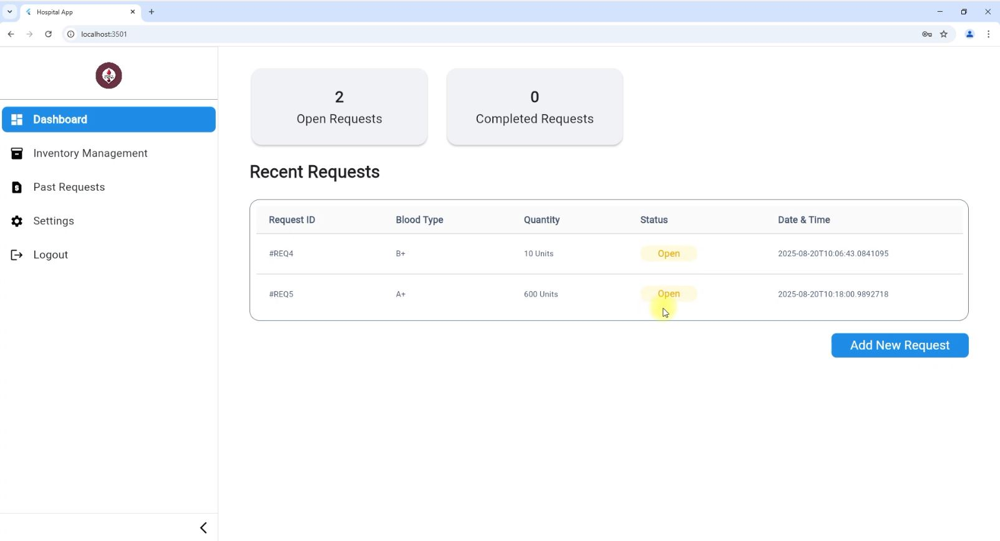 Hospital App
localhost:3501
Dashboard
Inventory Management
Past Requests
Settings
Logout
2
Open Requests
0
Completed Requests
Recent Requests
Request ID Blood Type Quantity Status Date & Time
#REQ4 B+ 10 Units Open 2025-08-20T10:06:43.0841095
#REQ5 A+ 600 Units Open 2025-08-20T10:18:00.9892718
Add New Request